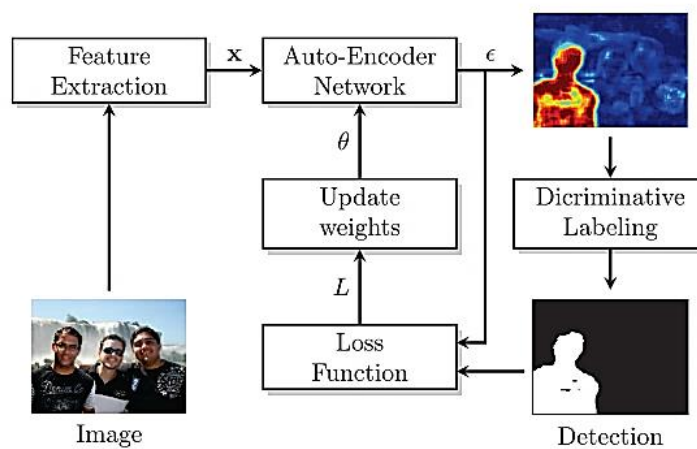 Feature
Extraction
x
Auto-Encoder
Network
ϵ
θ
Update
weights
Dicriminative
Labeling
L
Loss
Function
Image
Detection